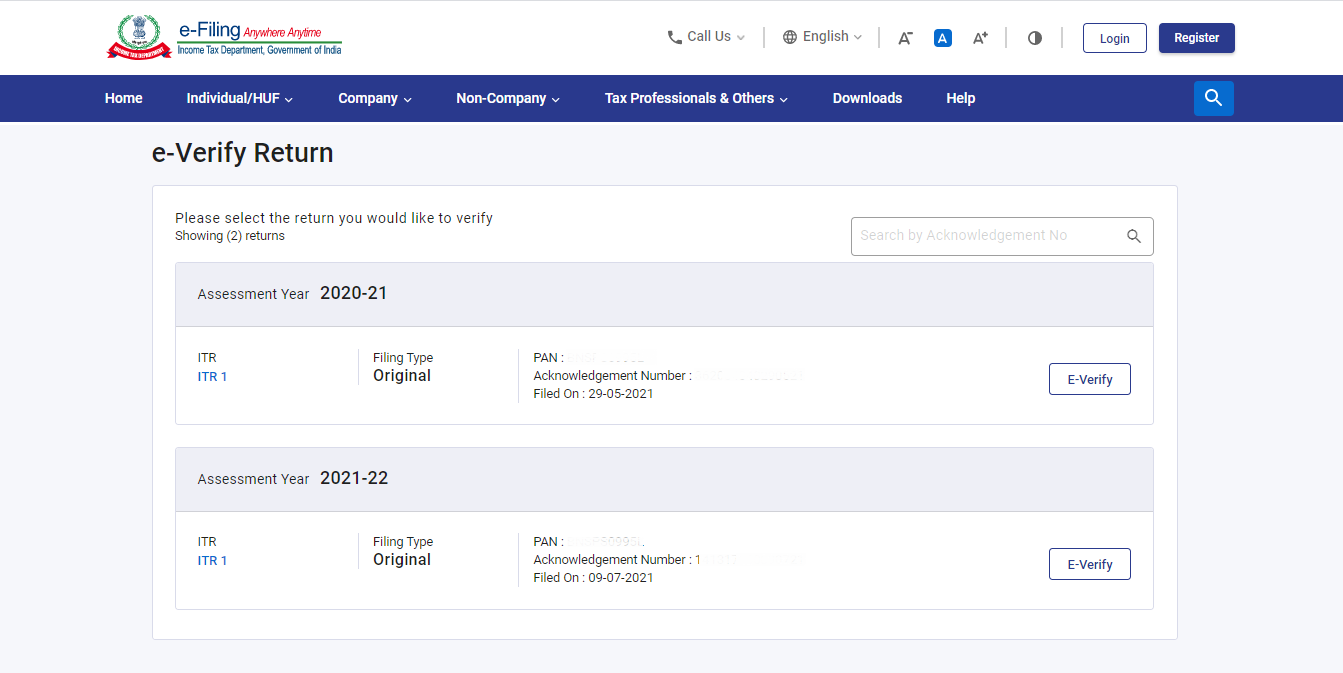 e-Filing Anywhere Anytime
Income Tax Department, Government of India
Call Us
English
A-
A
A+
Login
Register
Home
Individual/HUF
Company
Non-Company
Tax Professionals & Others
Downloads
Help
e-Verify Return
Please select the return you would like to verify
Showing (2) returns
Search by Acknowledgement No
Assessment Year 2020-21
ITR
ITR 1
Filing Type
Original
PAN :
Acknowledgement Number :
Filed On : 29-05-2021
E-Verify
Assessment Year 2021-22
ITR
ITR 1
Filing Type
Original
PAN :
Acknowledgement Number : 1
Filed On : 09-07-2021
E-Verify